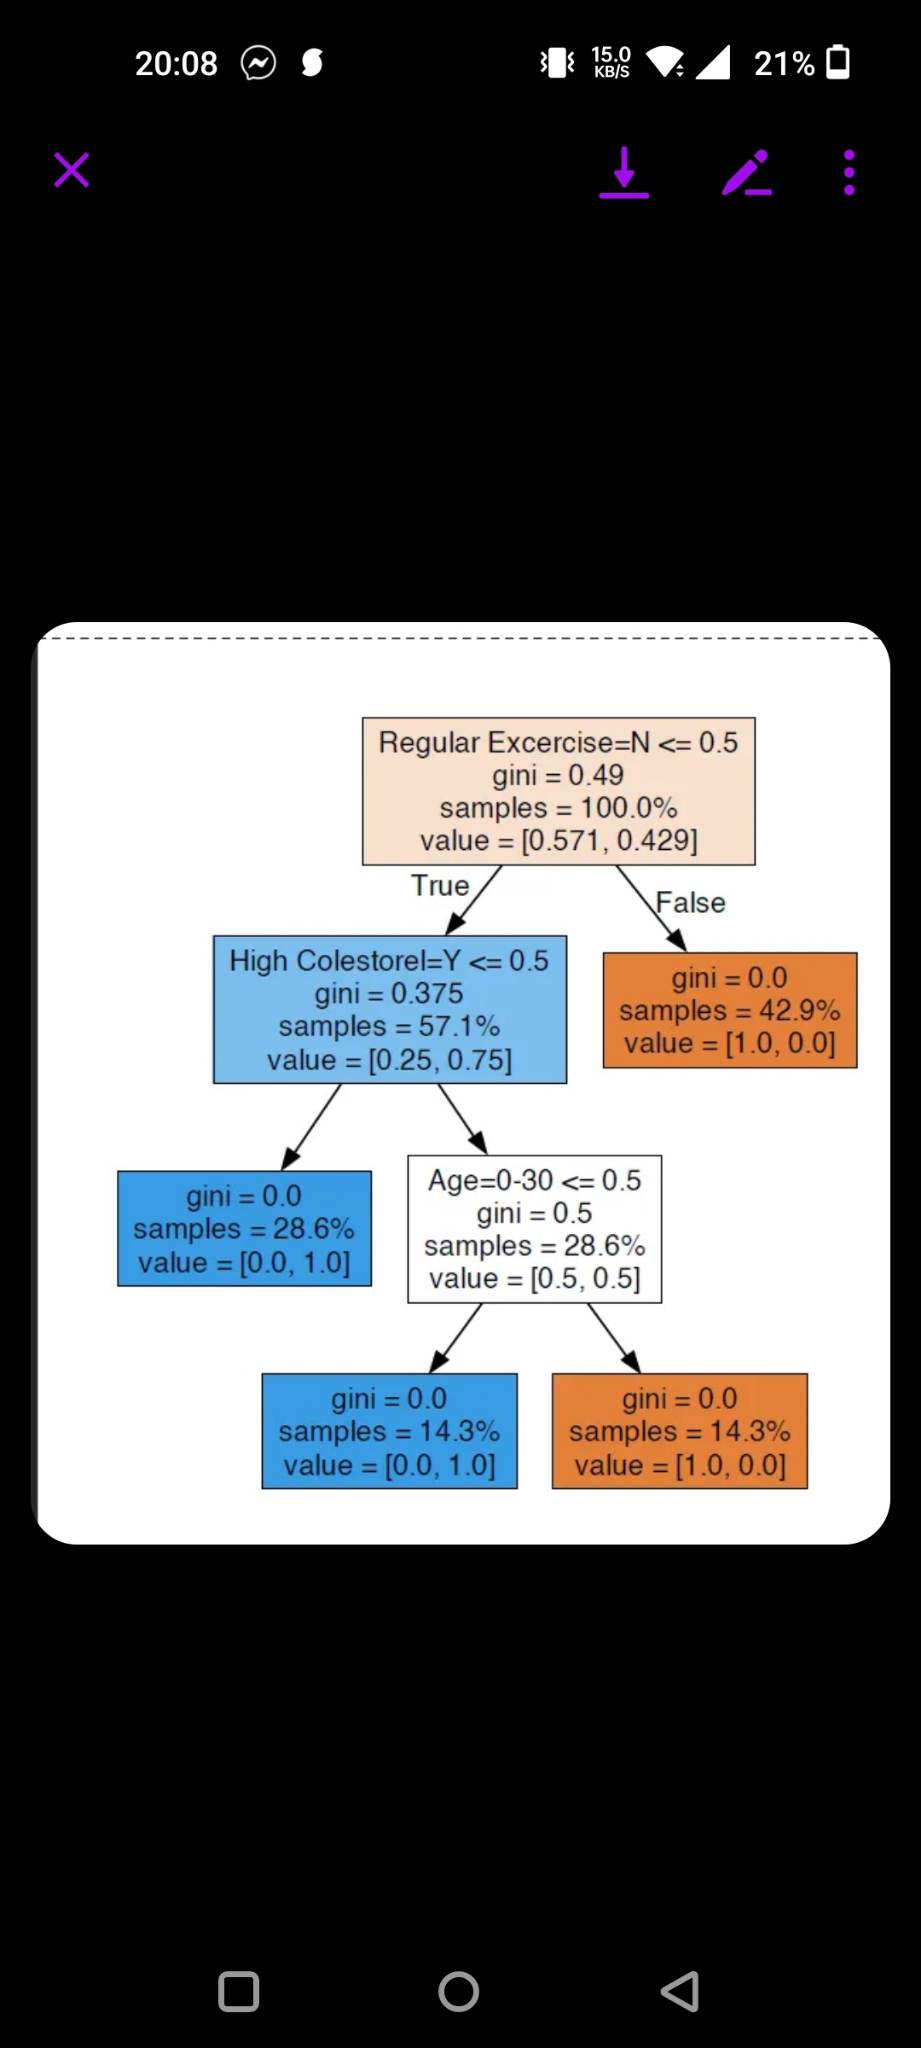 20:08
15.0
KB/S
21%
Regular Excercise=N <= 0.5
gini = 0.49
samples = 100.0%
value = [0.571, 0.429]
True
False
High Colestorel=Y <= 0.5
gini = 0.375
samples = 57.1%
value = [0.25, 0.75]
gini = 0.0
samples = 42.9%
value = [1.0, 0.0]
gini = 0.0
samples = 28.6%
value = [0.0, 1.0]
Age=0-30 <= 0.5
gini = 0.5
samples = 28.6%
value = [0.5, 0.5]
gini = 0.0
samples = 14.3%
value = [0.0, 1.0]
gini = 0.0
samples = 14.3%
value = [1.0, 0.0]